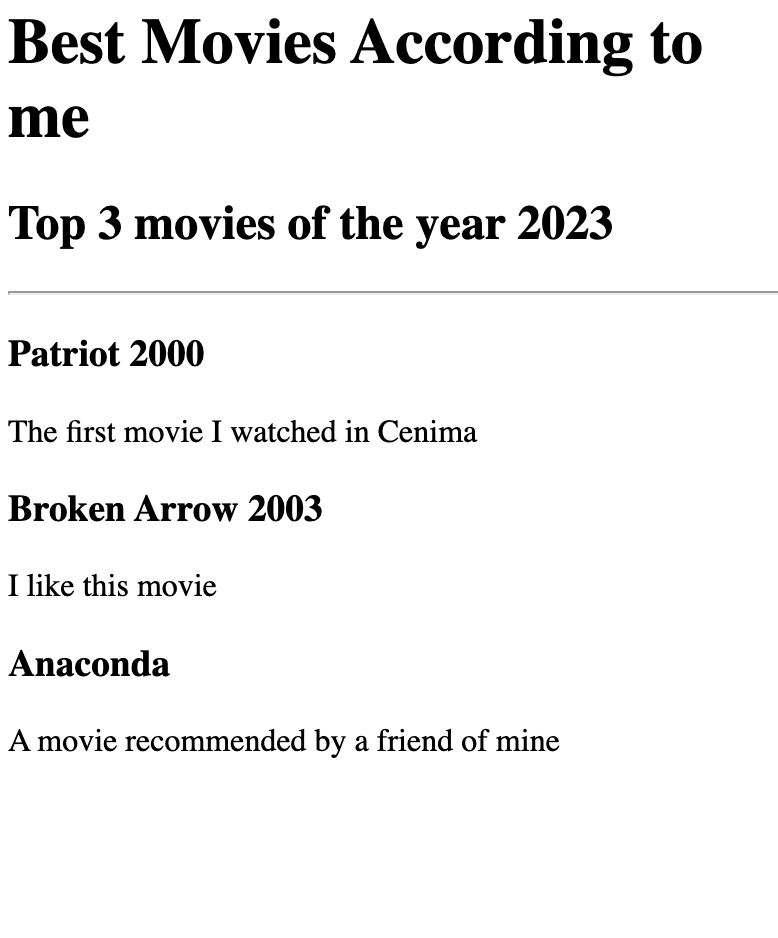 Best Movies According to
me
Top 3 movies of the year 2023
Patriot 2000
The first movie I watched in Cenima
Broken Arrow 2003
I like this movie
Anaconda
A movie recommended by a friend of mine